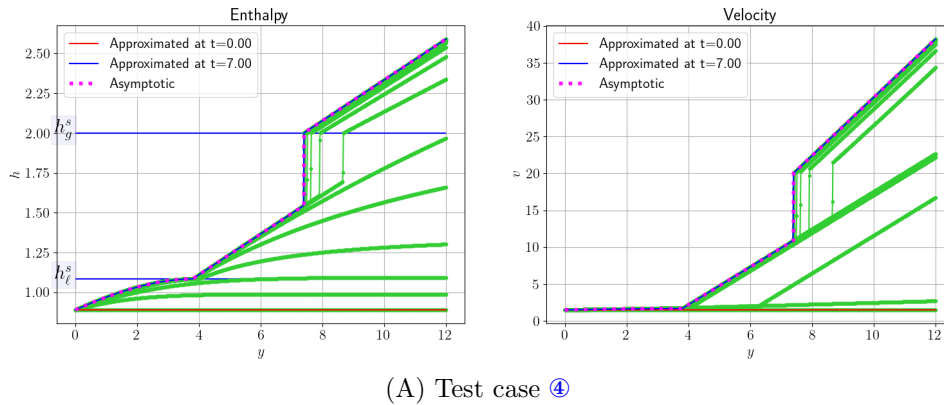 Enthalpy
2.50
2.25
2.00
1.75
1.50
1.25
1.00
h
h_g^s
h_ℓ^s
Approximated at t=0.00
Approximated at t=7.00
Asymptotic
0 2 4 6 8 10 12
y
Velocity
40
35
30
25
20
15
10
5
0
v
Approximated at t=0.00
Approximated at t=7.00
Asymptotic
0 2 4 6 8 10 12
y
(A) Test case ④